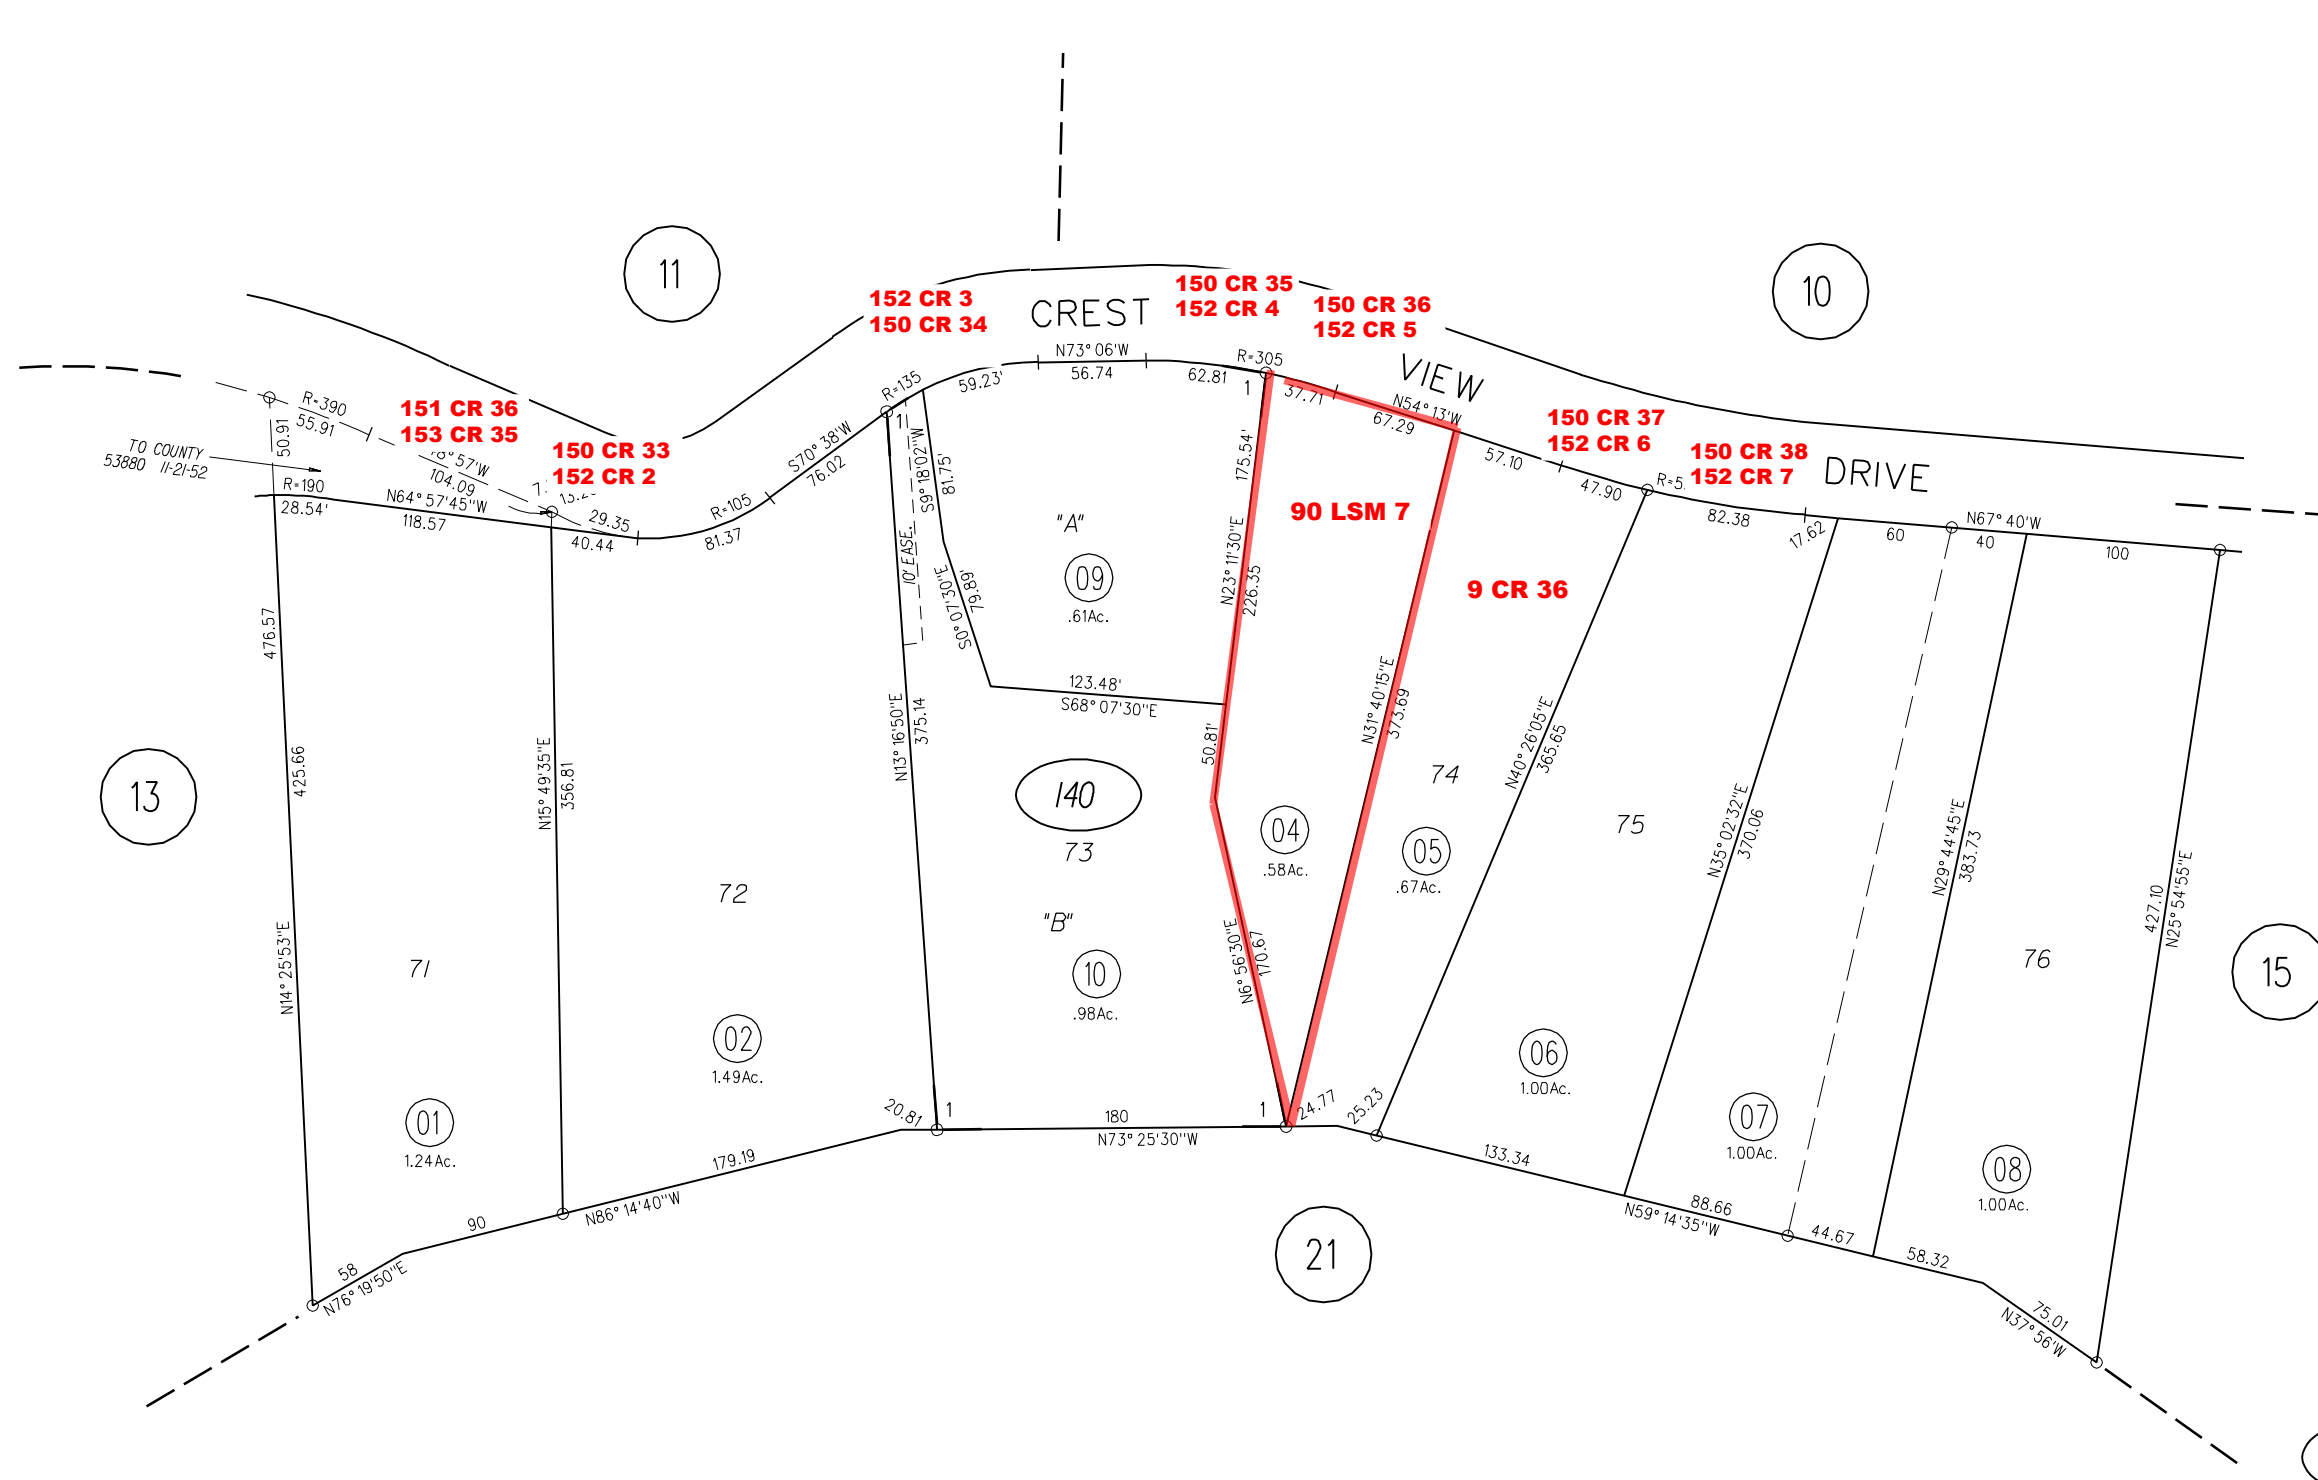 11
10
152 CR 3
150 CR 34
CREST
150 CR 35
152 CR 4
150 CR 36
152 CR 5
VIEW
DRIVE
151 CR 36
153 CR 35
150 CR 33
152 CR 2
150 CR 37
152 CR 6
150 CR 38
152 CR 7
90 LSM 7
9 CR 36
TO COUNTY
53880 11-21-52
R=390
55.91
50.91
104.09
R=190
28.54'
N64°57'45"W
118.57
29.35
40.44
R=105
81.37
S70°38'W
76.02
R=135
1
59.23'
N73°06'W
56.74
62.81
R=305
1
37.71
N54°13'W
67.29
57.10
47.90
82.38
17.62
60
N67°40'W
40
100
10' EASE.
S9°18'02"W
81.75'
S0°07'30"E
79.89'
"A"
09
.61Ac.
175.54'
N23°11'30"E
226.35
123.48'
S68°07'30"E
50.81'
476.57
425.66
N14°25'53"E
N15°49'35"E
356.81
N13°16'50"E
375.14
N31°40'15"E
373.69
N40°26'05"E
365.65
N35°02'32"E
370.06
N29°44'45"E
383.73
427.10
N25°54'55"E
13
140
73
"B"
10
.98Ac.
72
02
1.49Ac.
71
01
1.24Ac.
04
.58Ac.
N6°56'30"E
170.67
74
05
.67Ac.
75
06
1.00Ac.
07
1.00Ac.
76
08
1.00Ac.
15
20.81
1
180
N73°25'30"W
1
24.77
25.23
179.19
N86°14'40"W
90
58
N76°19'50"E
133.34
88.66
N59°14'35"W
44.67
58.32
75.01
N37°56'W
21